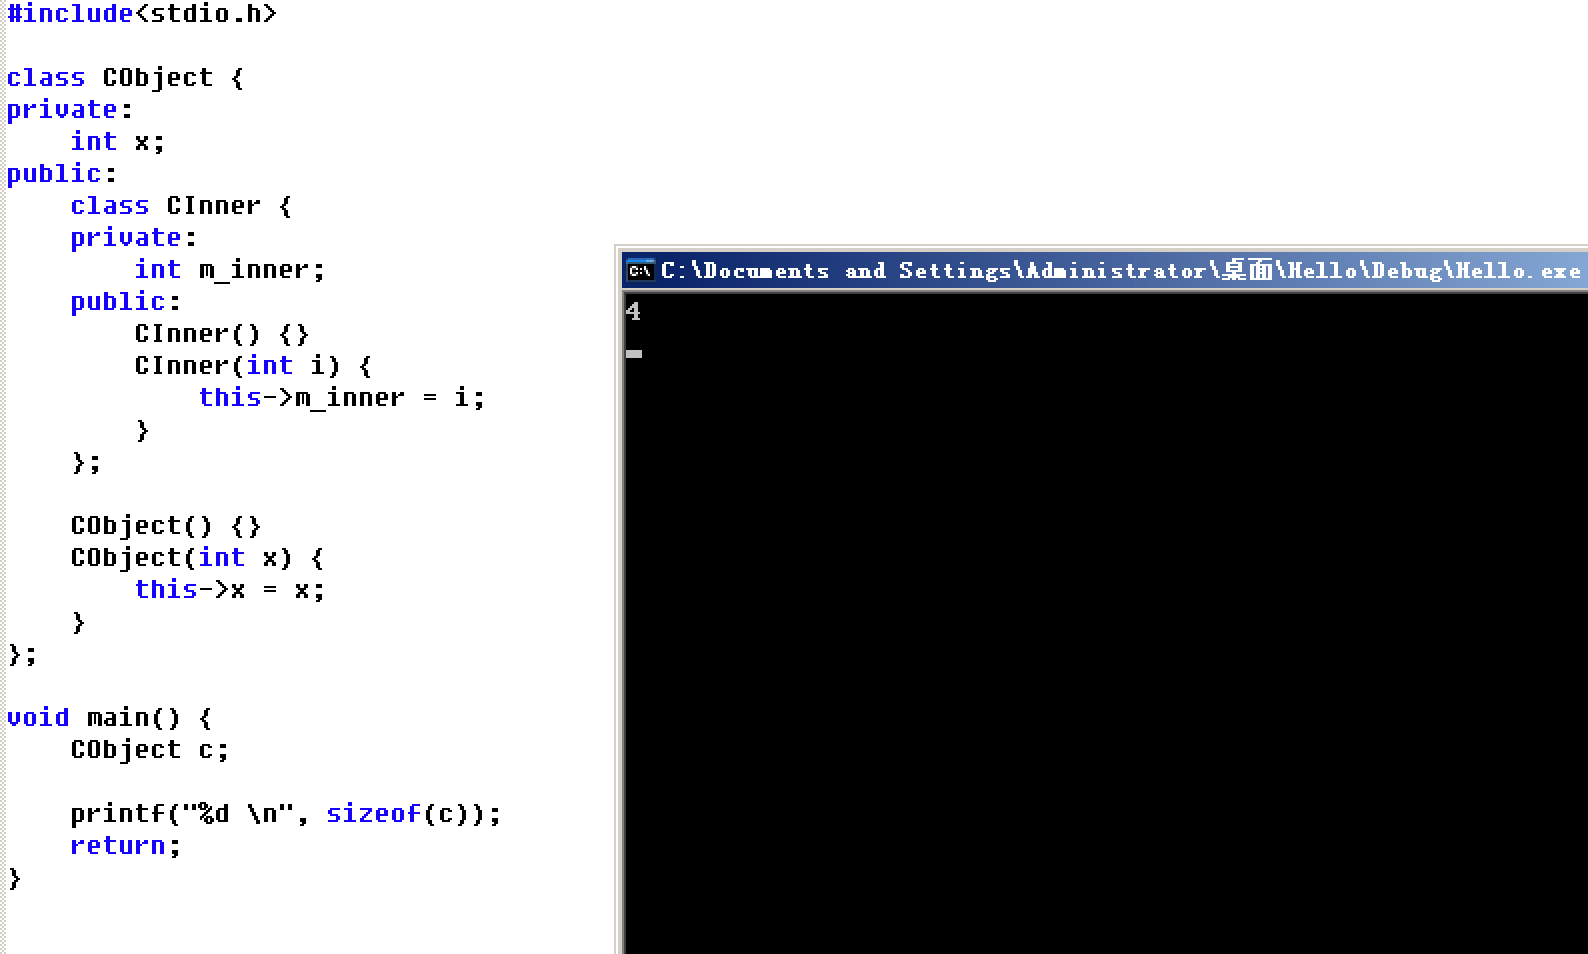 #include<stdio.h>
class CObject {
private:
    int x;
public:
    class CInner {
    private:
        int m_inner;
    public:
        CInner() {}
        CInner(int i) {
            this->m_inner = i;
        }
    };
    CObject() {}
    CObject(int x) {
        this->x = x;
    }
};
void main() {
    CObject c;
    printf("%d \n", sizeof(c));
    return;
}
C:\Documents and Settings\Administrator\桌面\Hello\Debug\Hello.exe
4